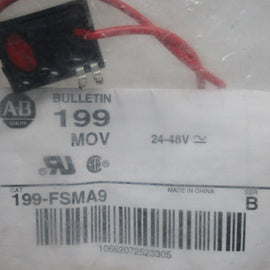 AB
BULLETIN
199
MOV
24-48V
CAT
199-FSMA9
MADE IN CHINA
SER
B
10662072523305